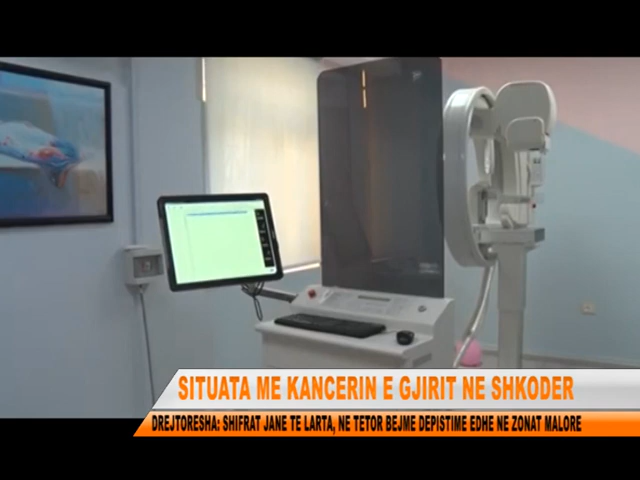 SITUATA ME KANCERIN E GJIRIT NE SHKODER
DREJTORESHA: SHIFRAT JANE TE LARTA, NE TETOR BEJME DEPISTIME EDHE NE ZONAT MALORE